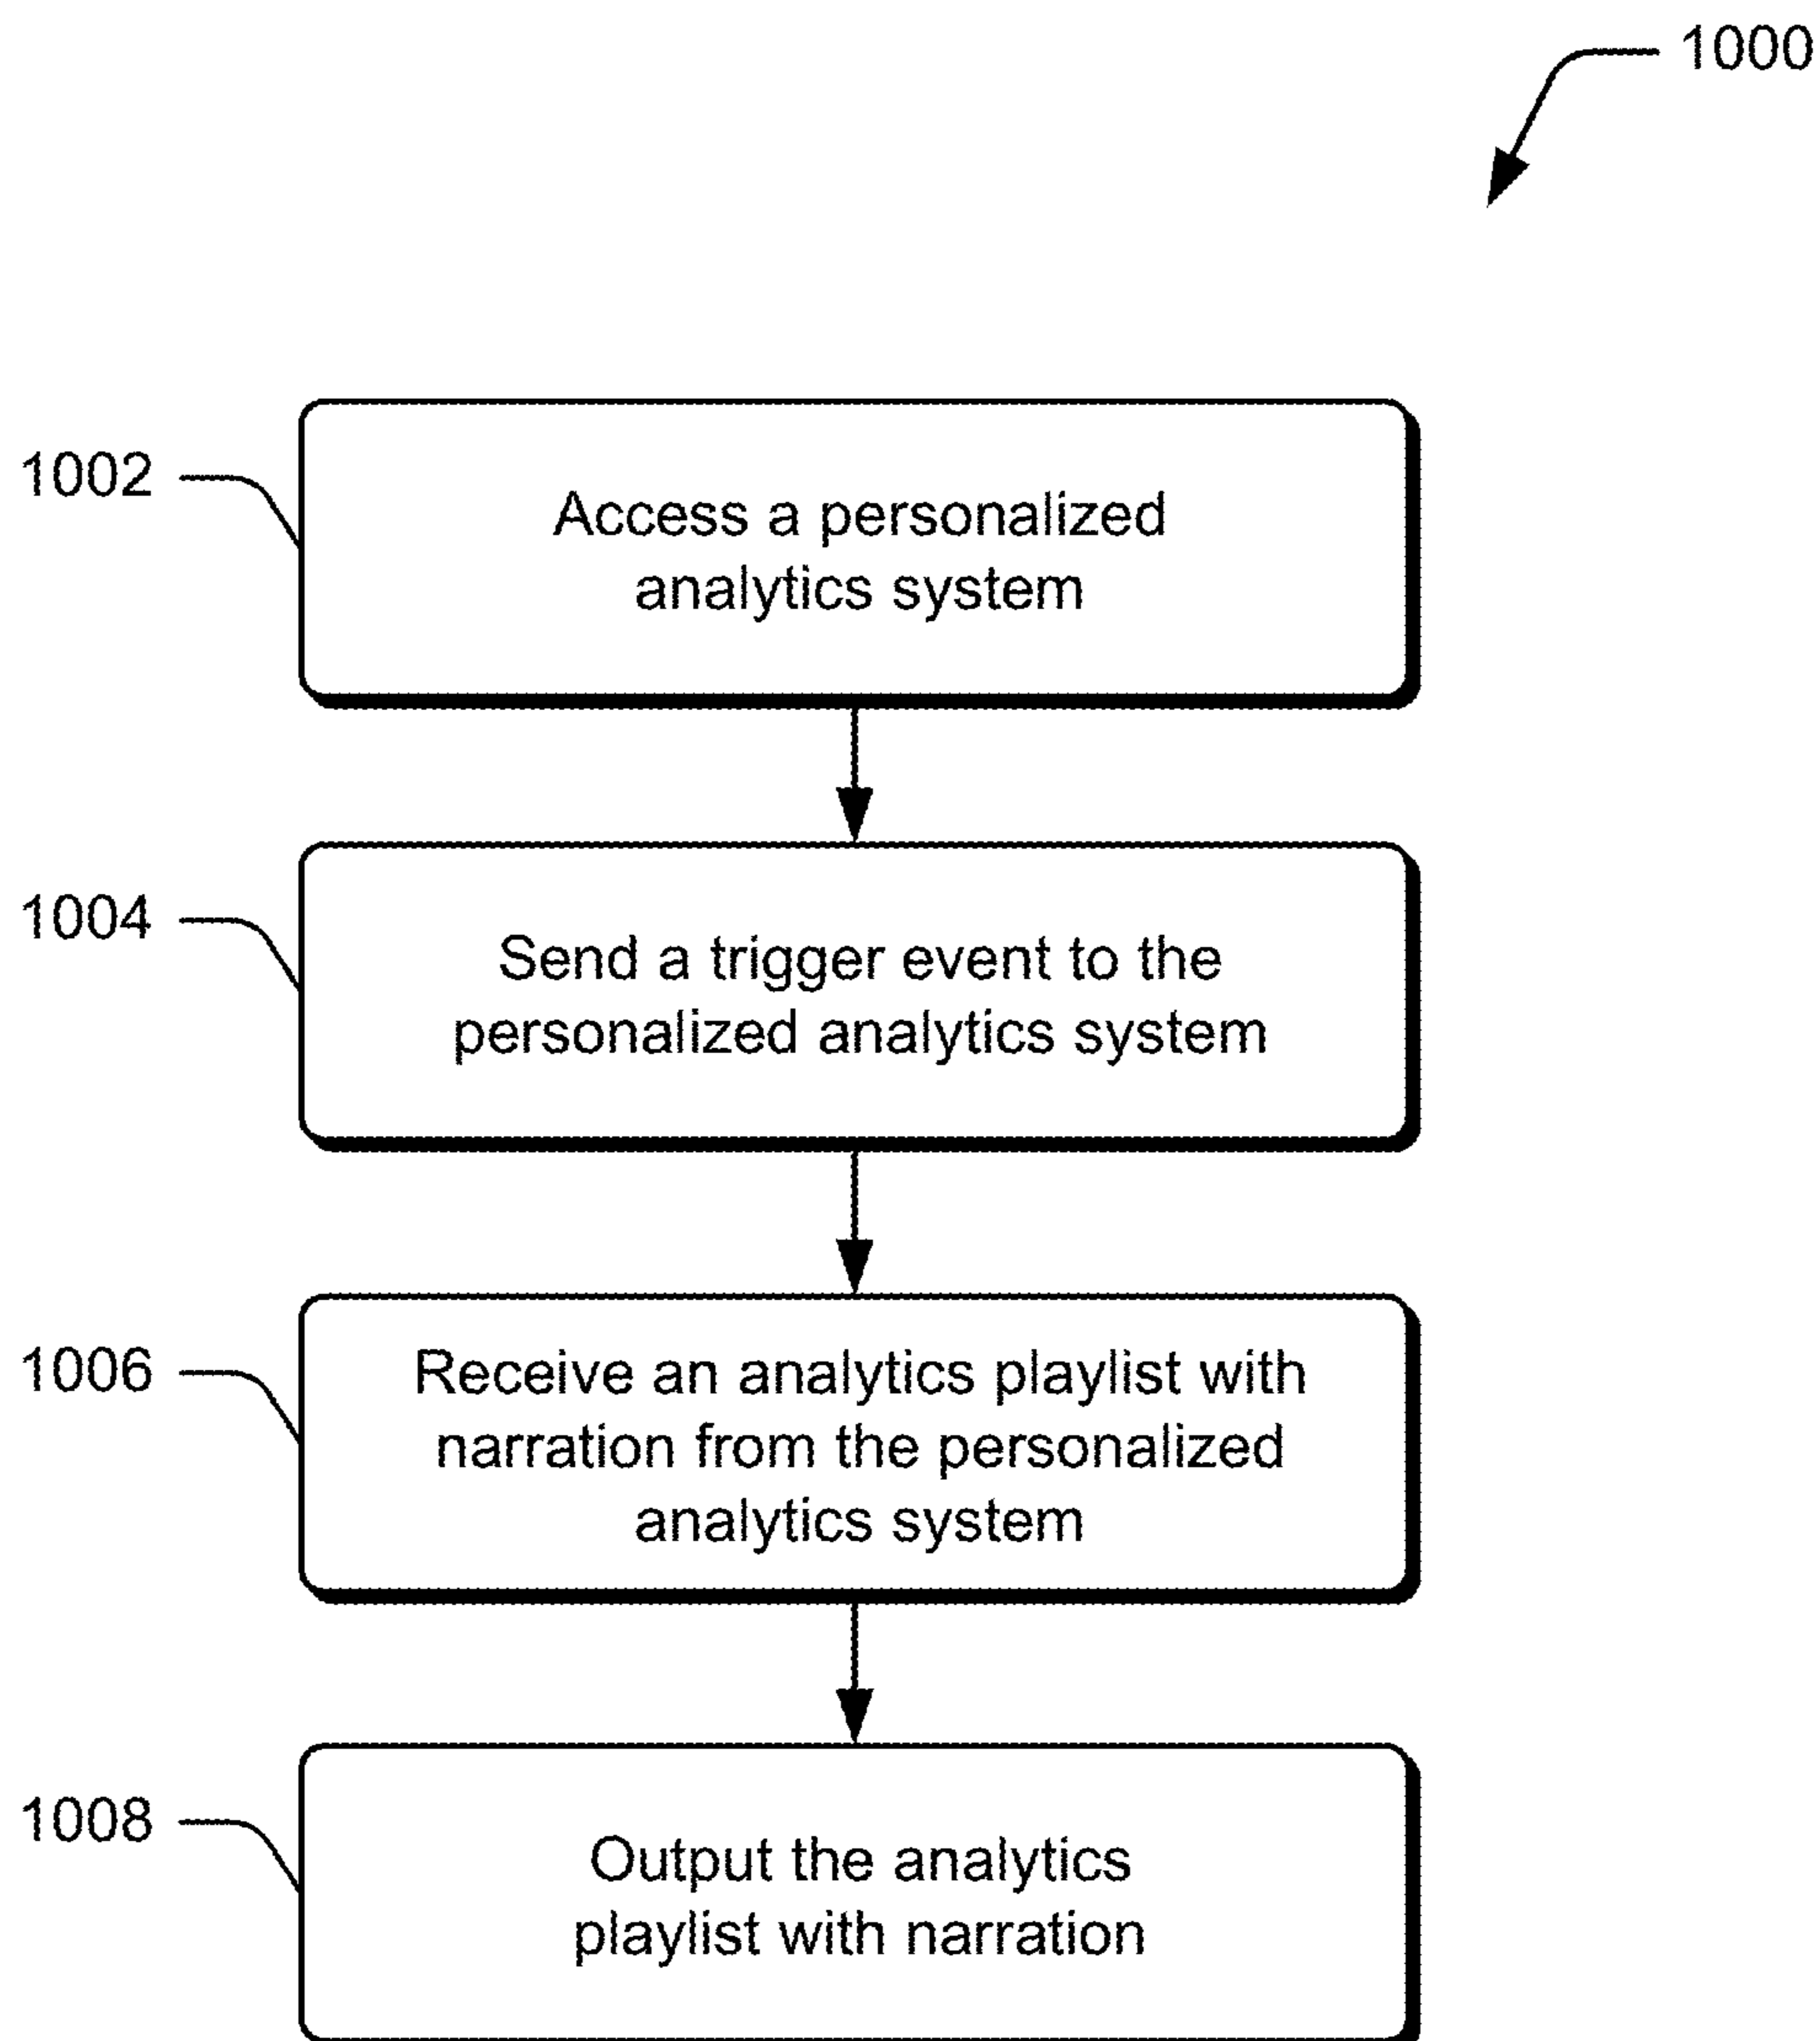 1000
1002
Access a personalized
analytics system
1004
Send a trigger event to the
personalized analytics system
1006
Receive an analytics playlist with
narration from the personalized
analytics system
1008
Output the analytics
playlist with narration